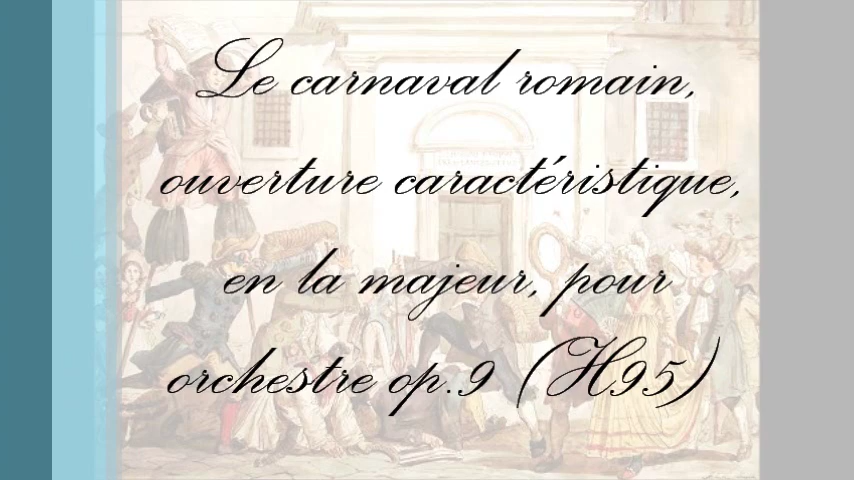 Le carnaval romain,
ouverture caractéristique,
en la majeur, pour
orchestre op.9 (H95)